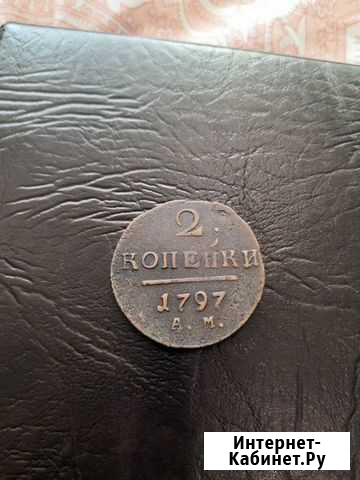 2
КОПЕЙКИ
1797
А. М.
Интернет-
Кабинет.Ру